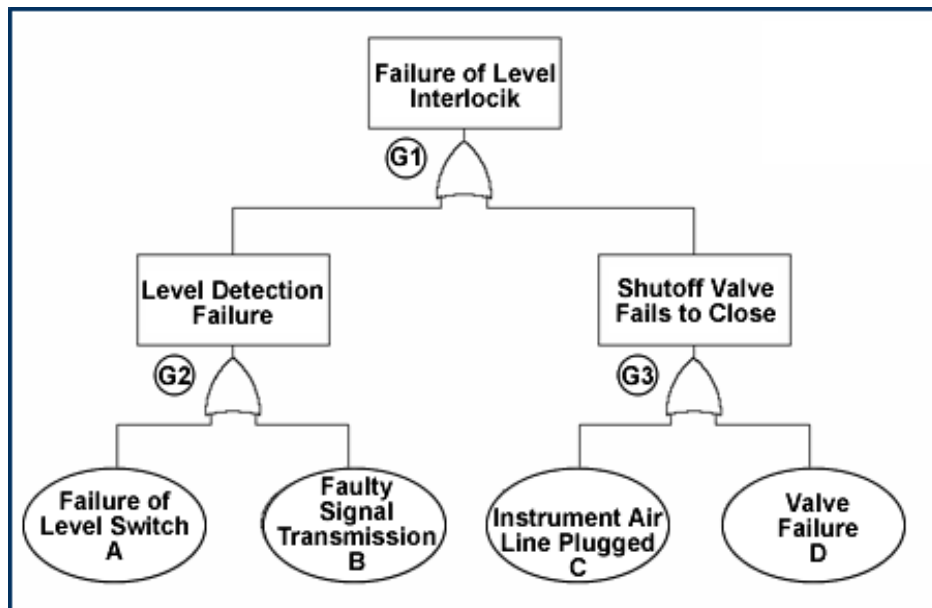 Failure of Level
Interlocik
G1
Level Detection
Failure
Shutoff Valve
Fails to Close
G2
G3
Failure of
Level Switch
A
Faulty
Signal
Transmission
B
Instrument Air
Line Plugged
C
Valve
Failure
D